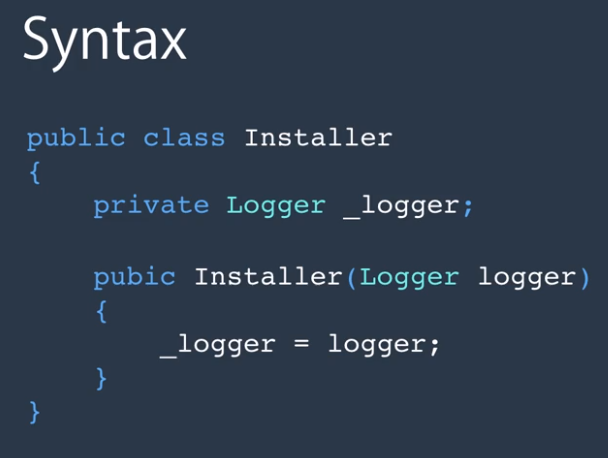 Syntax
public class Installer
{
    private Logger _logger;
    pubic Installer(Logger logger)
    {
        _logger = logger;
    }
}